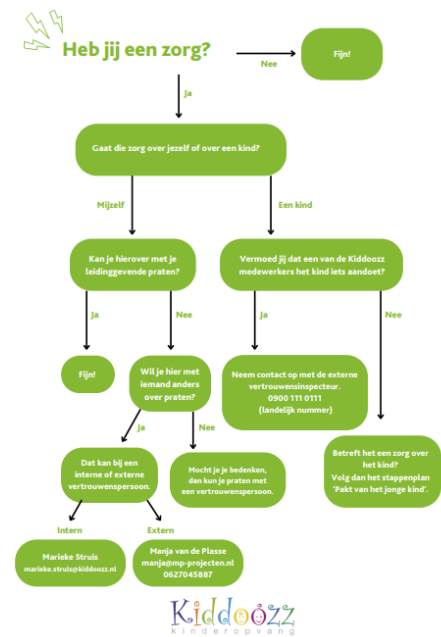 Heb jij een zorg?
Nee
Fijn!
Ja
Gaat die zorg over jezelf of over een kind?
Mijzelf
Een kind
Kan je hierover met je
leidinggevende praten?
Vermoed jij dat een van de Kiddoozz
medewerkers het kind iets aandoet?
Ja
Nee
Ja
Nee
Fijn!
Wil je hier met
iemand anders
over praten?
Neem contact op met de externe
vertrouwensinspecteur.
0900 111 0111
(landelijk nummer)
Ja
Nee
Betreft het een zorg over
het kind?
Volg dan het stappenplan
'Pakt van het jonge kind'.
Dat kan bij een
interne of externe
vertrouwenspersoon.
Mocht je je bedenken,
dan kun je praten met
een vertrouwenspersoon.
Intern
Extern
Marieke Struis
marieke.struis@kiddoozz.nl
Manja van de Plasse
manja@mp-projecten.nl
0627045887
Kiddoozz
kinderopvang